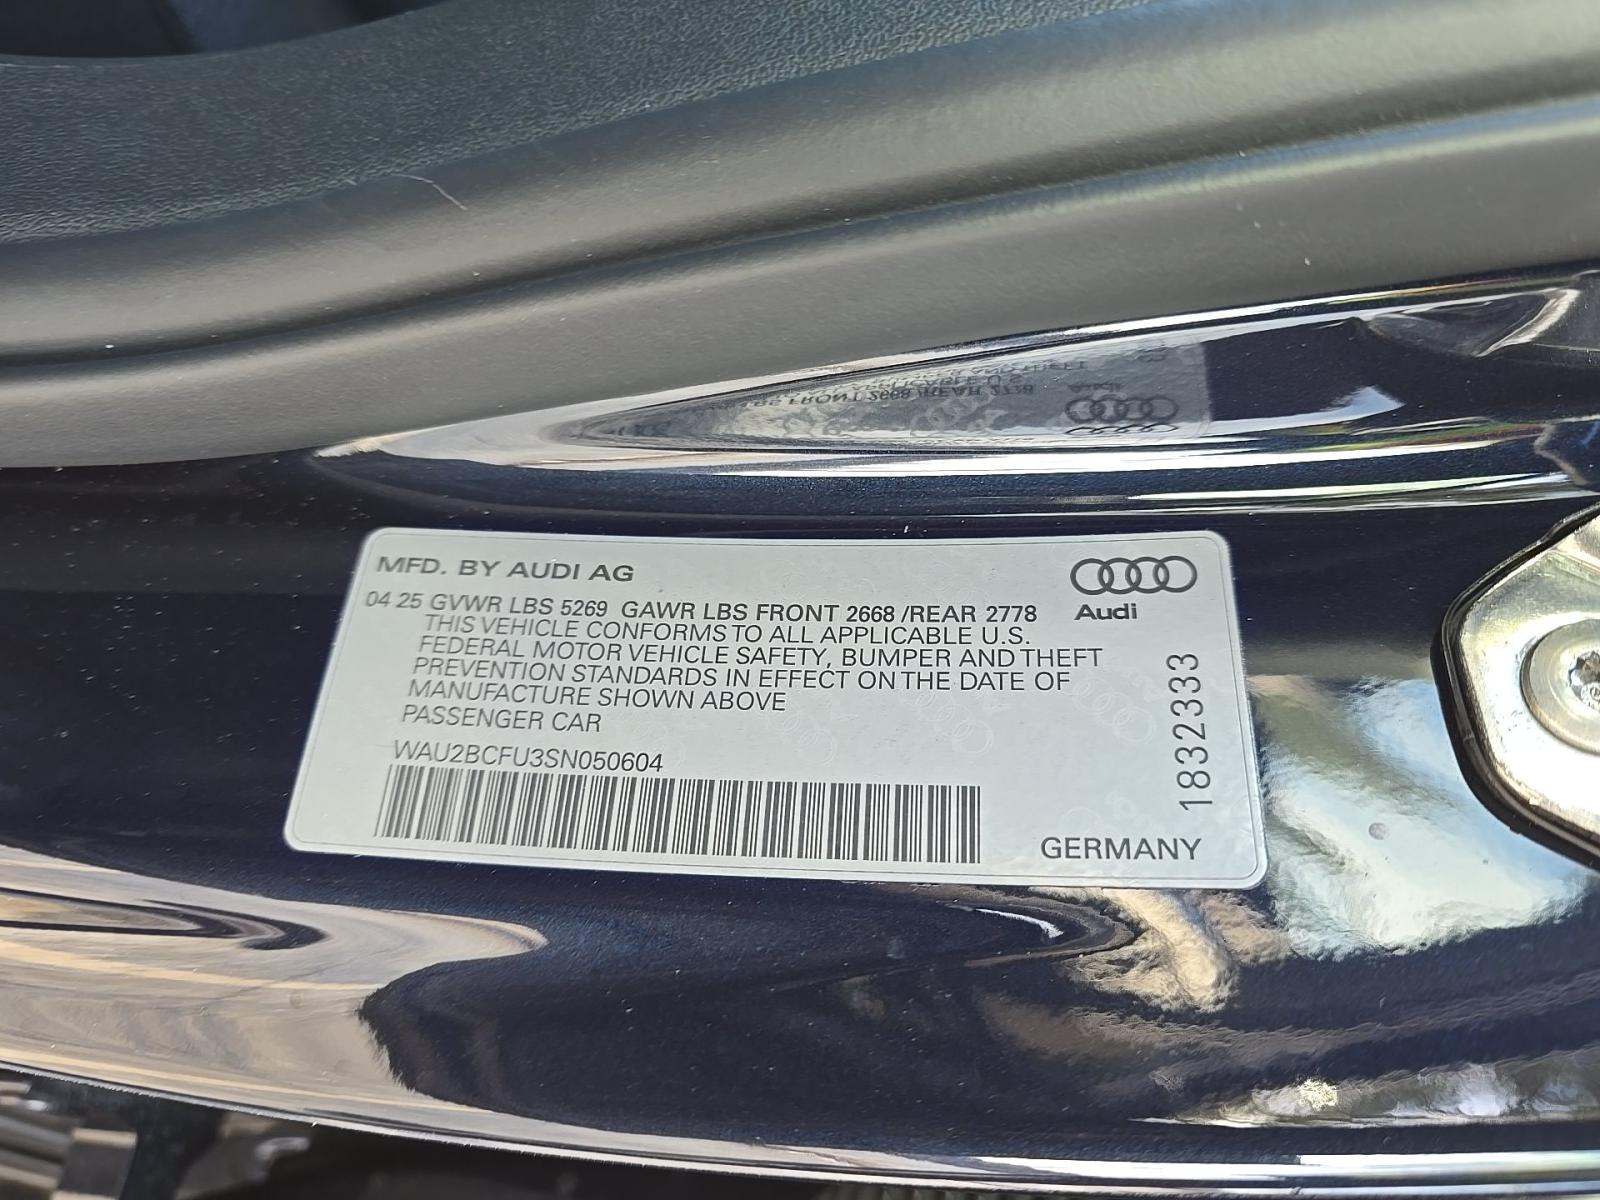 MFD. BY AUDI AG
04 25 GVWR LBS 5269 GAWR LBS FRONT 2668 /REAR 2778
THIS VEHICLE CONFORMS TO ALL APPLICABLE U.S.
FEDERAL MOTOR VEHICLE SAFETY, BUMPER AND THEFT
PREVENTION STANDARDS IN EFFECT ON THE DATE OF
MANUFACTURE SHOWN ABOVE
PASSENGER CAR
WAU2BCFU3SN050604
Audi
1832333
GERMANY